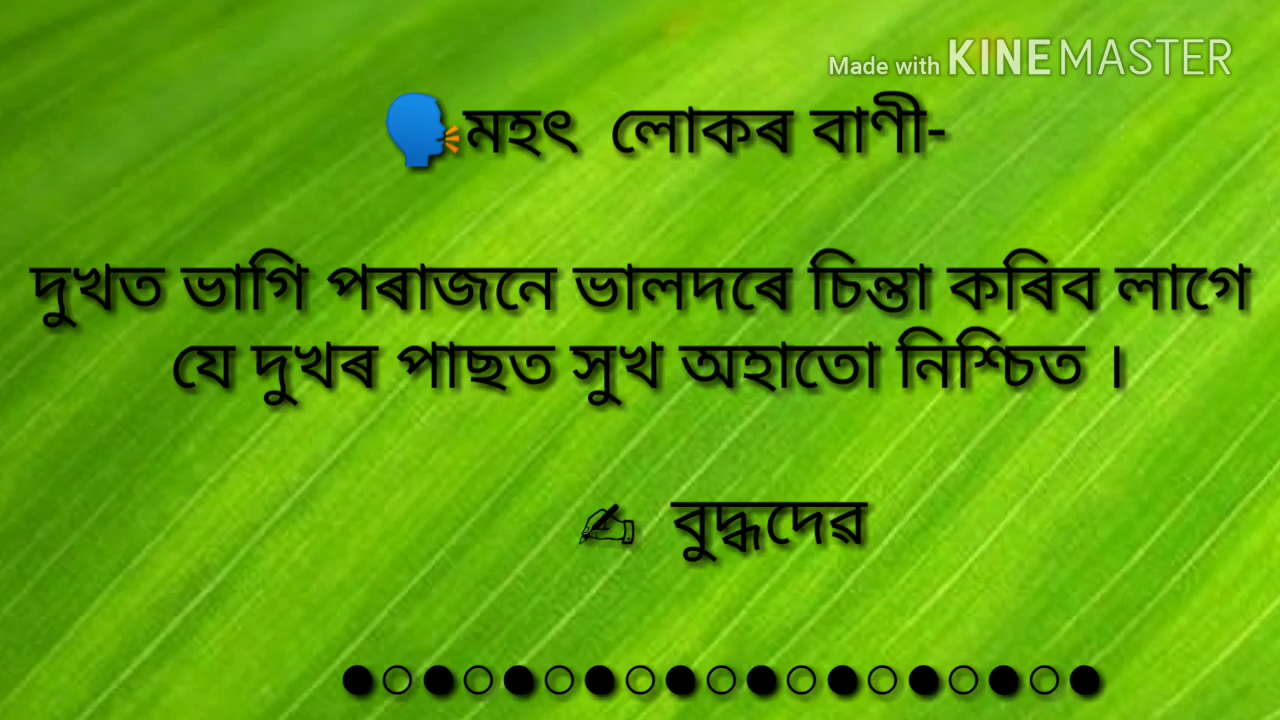 Made with KINEMASTER
🗣মহৎ লোকৰ বাণী-
দুখত ভাগি পৰাজনে ভালদৰে চিন্তা কৰিব লাগে
যে দুখৰ পাছত সুখ অহাতো নিশ্চিত ।
✍ বুদ্ধদেৱ
●○●○●○●○●○●○●○●○●○●